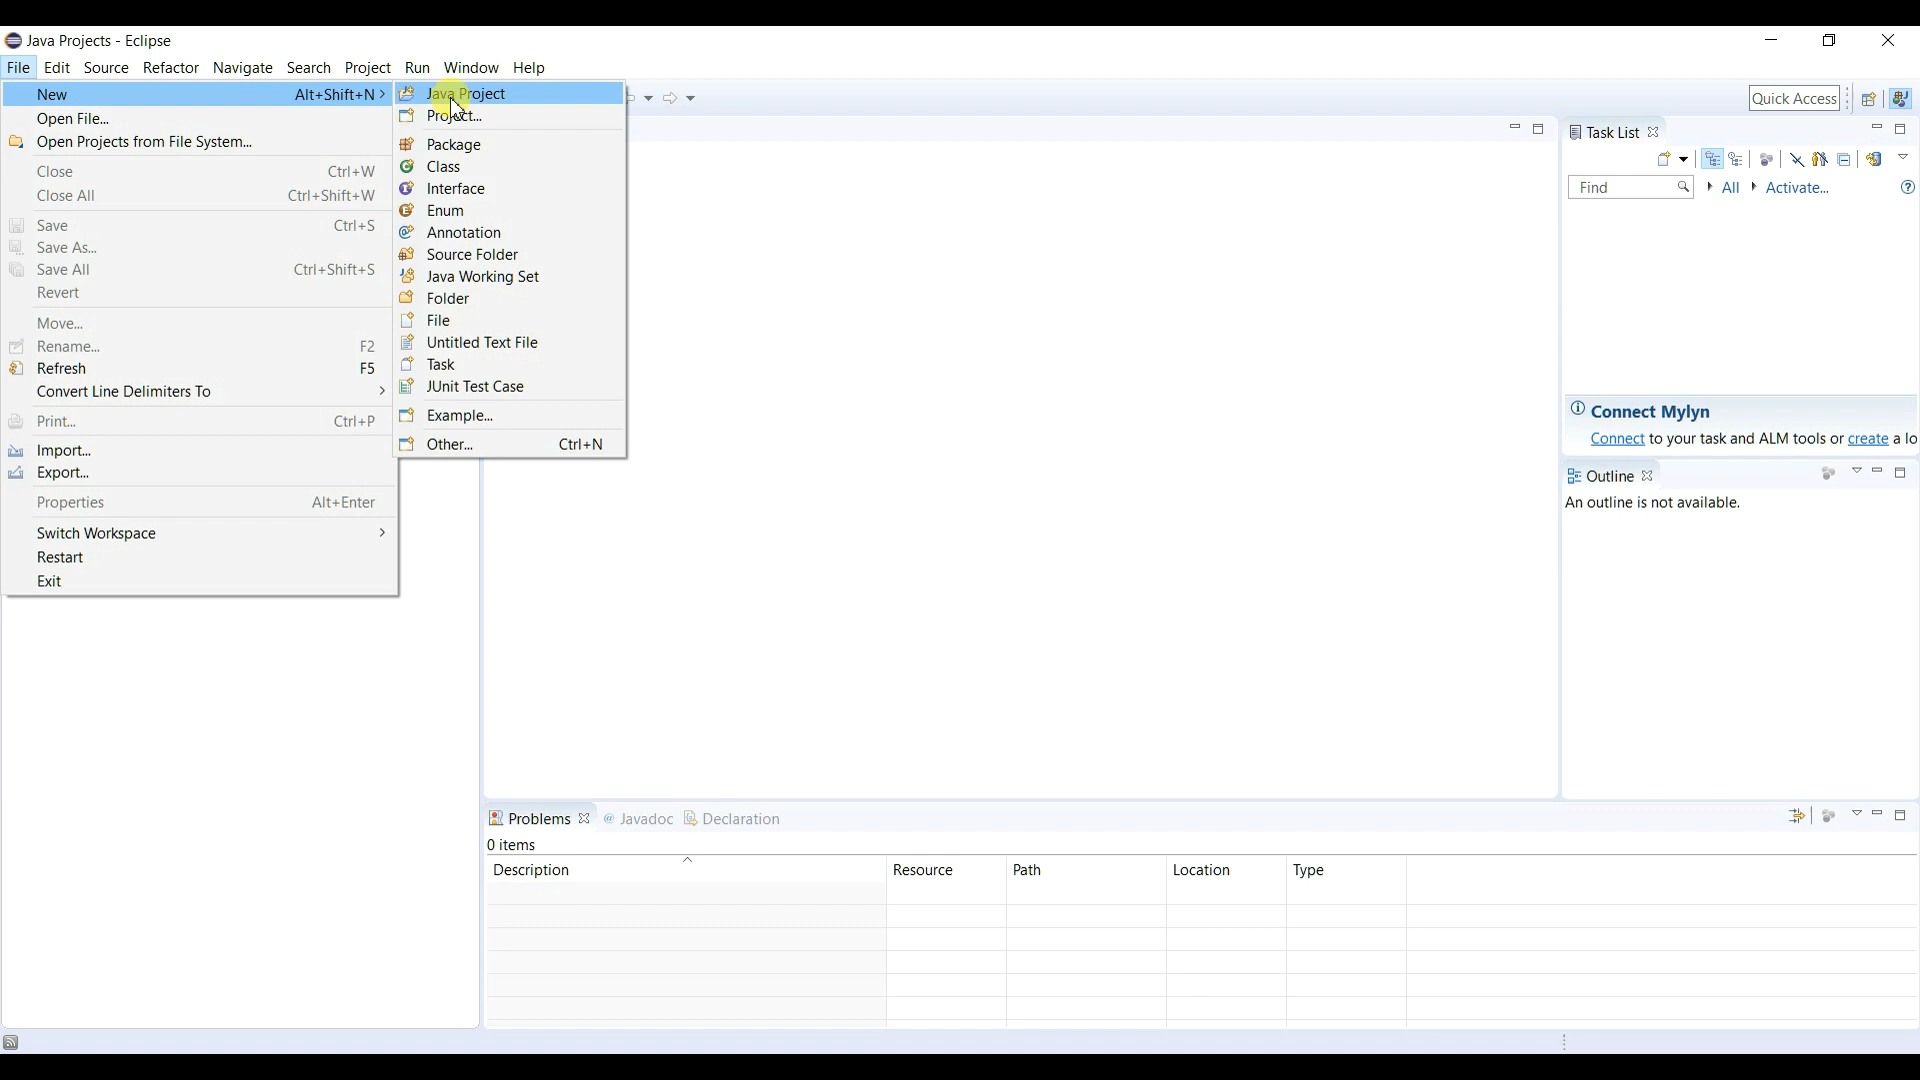 Java Projects - Eclipse
File Edit Source Refactor Navigate Search Project Run Window Help
New Alt+Shift+N
Open File...
Open Projects from File System...
Close Ctrl+W
Close All Ctrl+Shift+W
Save Ctrl+S
Save As...
Save All Ctrl+Shift+S
Revert
Move...
Rename... F2
Refresh F5
Convert Line Delimiters To
Print... Ctrl+P
Import...
Export...
Properties Alt+Enter
Switch Workspace
Restart
Exit
Java Project
Project...
Package
Class
Interface
Enum
Annotation
Source Folder
Java Working Set
Folder
File
Untitled Text File
Task
JUnit Test Case
Example...
Other... Ctrl+N
Quick Access
Task List
Find All Activate...
Connect Mylyn
Connect to your task and ALM tools or create a lo
Outline
An outline is not available.
Problems @ Javadoc Declaration
0 items
Description Resource Path Location Type